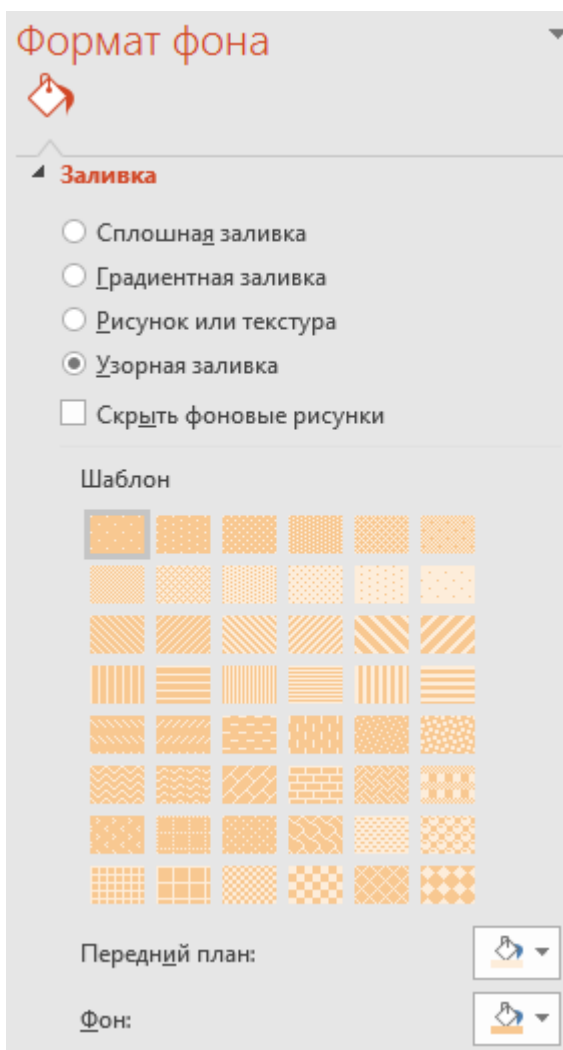 Формат фона
Заливка
Сплошная заливка
Градиентная заливка
Рисунок или текстура
Узорная заливка
Скрыть фоновые рисунки
Шаблон
Передний план:
Фон: